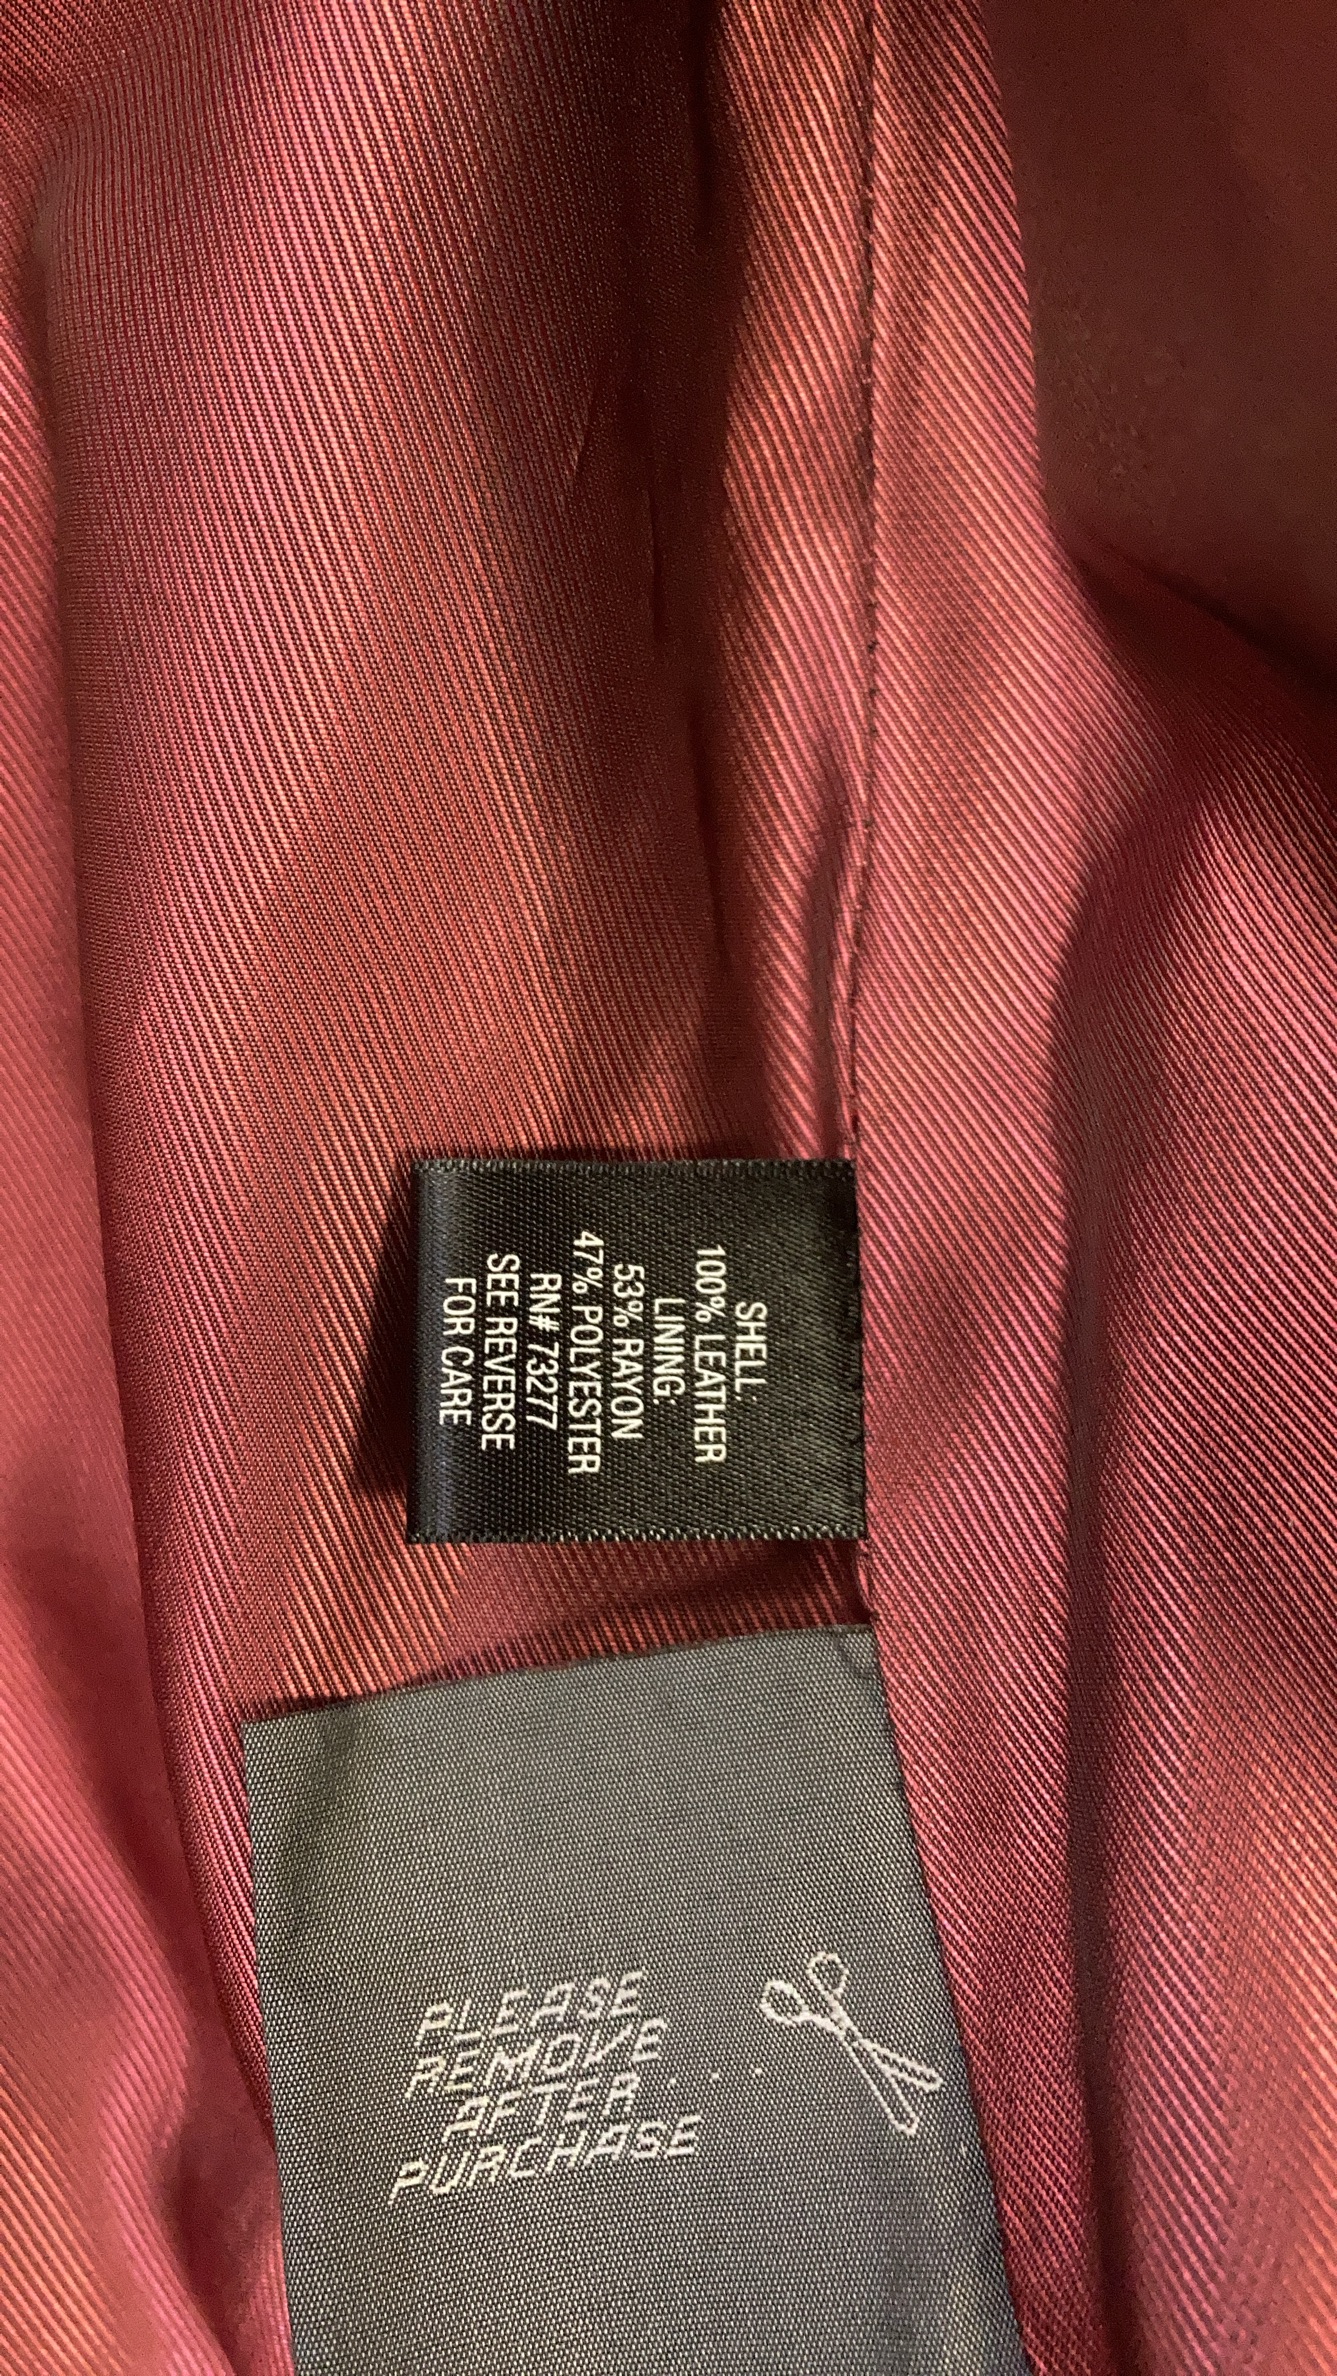 SHELL:
100% LEATHER
LINING:
53% RAYON
47% POLYESTER
RN# 73277
SEE REVERSE
FOR CARE
PLEASE
REMOVE
AFTER
PURCHASE